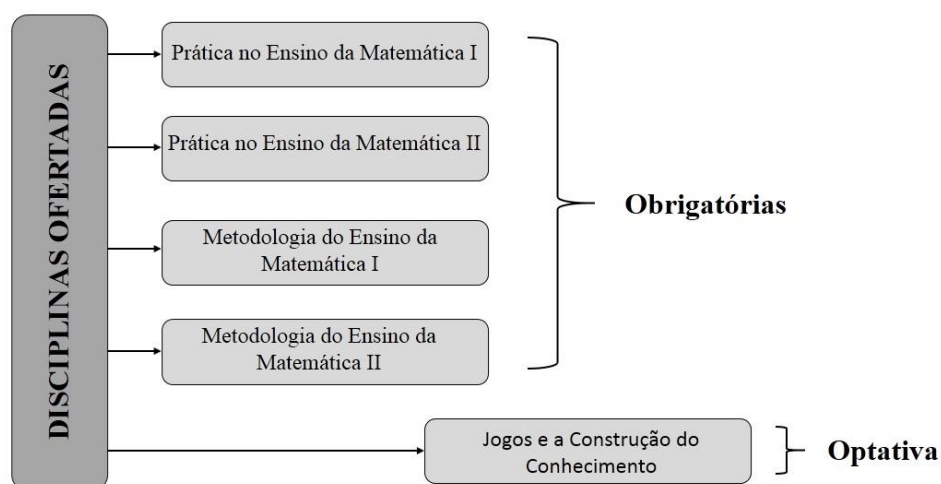 DISCIPLINAS OFERTADAS
Prática no Ensino da Matemática I
Prática no Ensino da Matemática II
Metodologia do Ensino da
Matemática I
Metodologia do Ensino da
Matemática II
Obrigatórias
Jogos e a Construção do
Conhecimento
Optativa